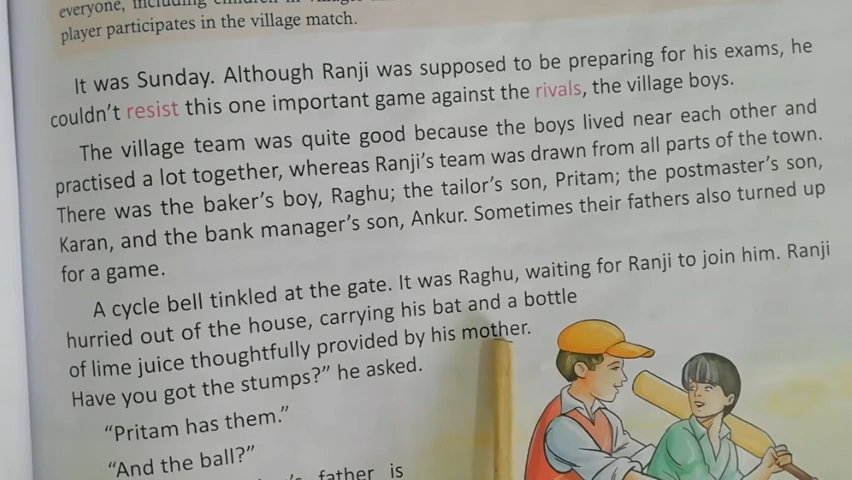 everyone, including children in
player participates in the village match.
It was Sunday. Although Ranji was supposed to be preparing for his exams, he
couldn't resist this one important game against the rivals, the village boys.
The village team was quite good because the boys lived near each other and
practised a lot together, whereas Ranji's team was drawn from all parts of the town.
There was the baker's boy, Raghu; the tailor's son, Pritam; the postmaster's son,
Karan, and the bank manager's son, Ankur. Sometimes their fathers also turned up
for a game.
A cycle bell tinkled at the gate. It was Raghu, waiting for Ranji to join him. Ranji
hurried out of the house, carrying his bat and a bottle
of lime juice thoughtfully provided by his mother.
Have you got the stumps?" he asked.
"Pritam has them."
"And the ball?"
father is